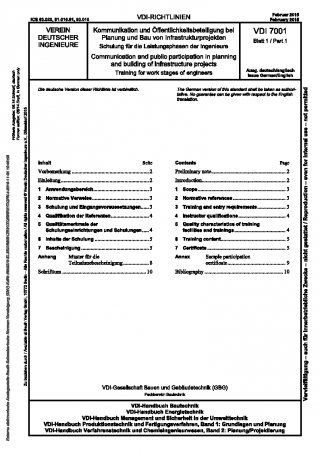 ICS 93.020, 91.010.01, 03.016
VDI-RICHTLINIEN
Februar 2016
February 2016
VEREIN
DEUTSCHER
INGENIEURE
Kommunikation und Öffentlichkeitsbeteiligung bei
Planung und Bau von Infrastrukturprojekten
Schulung für die Leistungsphasen der Ingenieure
Communication and public participation in planning
and building of infrastructure projects
Training for work stages of engineers
VDI 7001
Blatt 1 / Part 1
Ausg. deutsch/englisch
Issue German/English
Die deutsche Version dieser Richtlinie ist verbindlich.
The German version of this standard shall be taken as authoritative. No guarantee can be given with respect to the English translation.
Inhalt Seite
Vorbemerkung 2
Einleitung 2
1 Anwendungsbereich 3
2 Normative Verweise 3
3 Schulung und Eingangsvoraussetzungen 3
4 Qualifikation der Referenten 4
5 Qualitätsmerkmale der
Schulungseinrichtungen und Schulungen 4
6 Inhalte der Schulung 5
7 Bescheinigung 5
Anhang Muster für die
Teilnahmebescheinigung 8
Schrifttum 10
Contents Page
Preliminary note 2
Introduction 2
1 Scope 3
2 Normative references 3
3 Training and entry requirements 3
4 Instructor qualifications 4
5 Quality characteristics of training
facilities and trainings 4
6 Training content 5
7 Certificate 5
Annex Sample participation
certificate 9
Bibliography 10
VDI-Gesellschaft Bauen und Gebäudetechnik (GBG)
Fachbereich Bautechnik
VDI-Handbuch Bautechnik
VDI-Handbuch Energietechnik
VDI-Handbuch Management und Sicherheit in der Umwelttechnik
VDI-Handbuch Produktionstechnik und Fertigungsverfahren, Band 1: Grundlagen und Planung
VDI-Handbuch Verfahrenstechnik und Chemieingenieurwesen, Band 2: Planung/Projektierung
Vervielfältigung – auch für innerbetriebliche Zwecke – nicht gestattet / Reproduction – even for internal use – not permitted